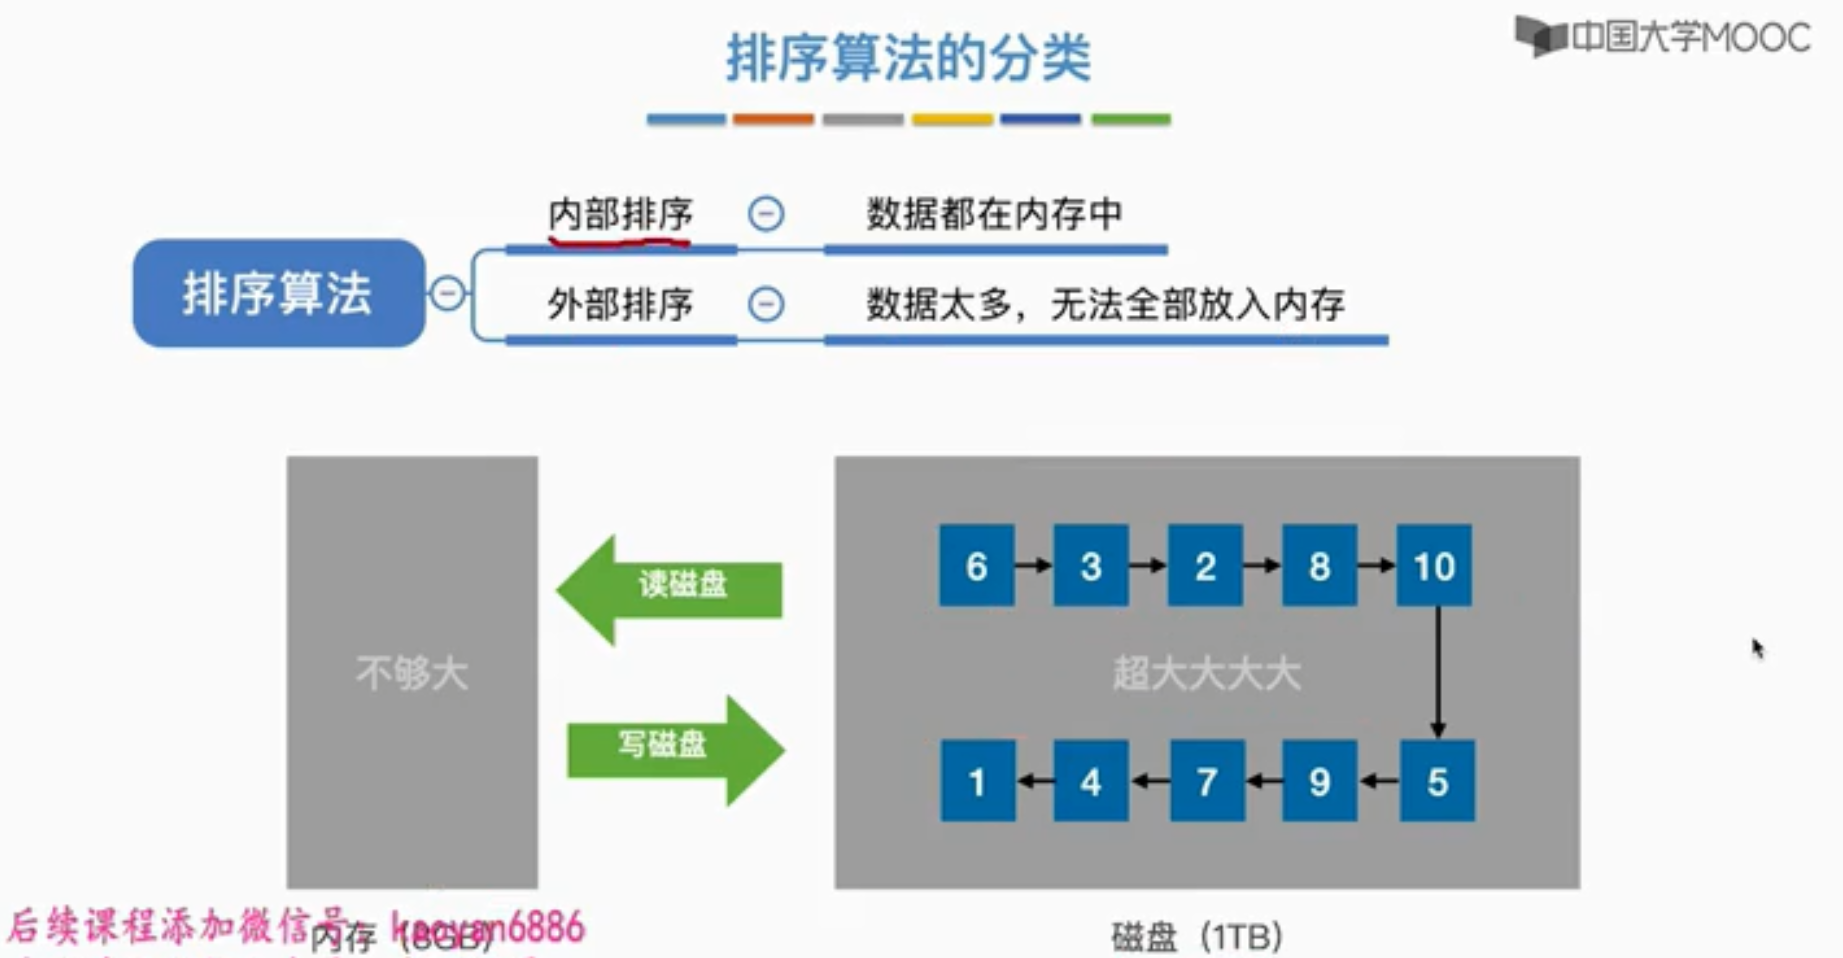 排序算法的分类
中国大学MOOC
内部排序
数据都在内存中
排序算法
外部排序
数据太多，无法全部放入内存
读磁盘
6
3
2
8
10
不够大
超大大大大
写磁盘
1
4
7
9
5
后续课程添加微信号：kaoyan6886
内存（8GB）
磁盘（1TB）